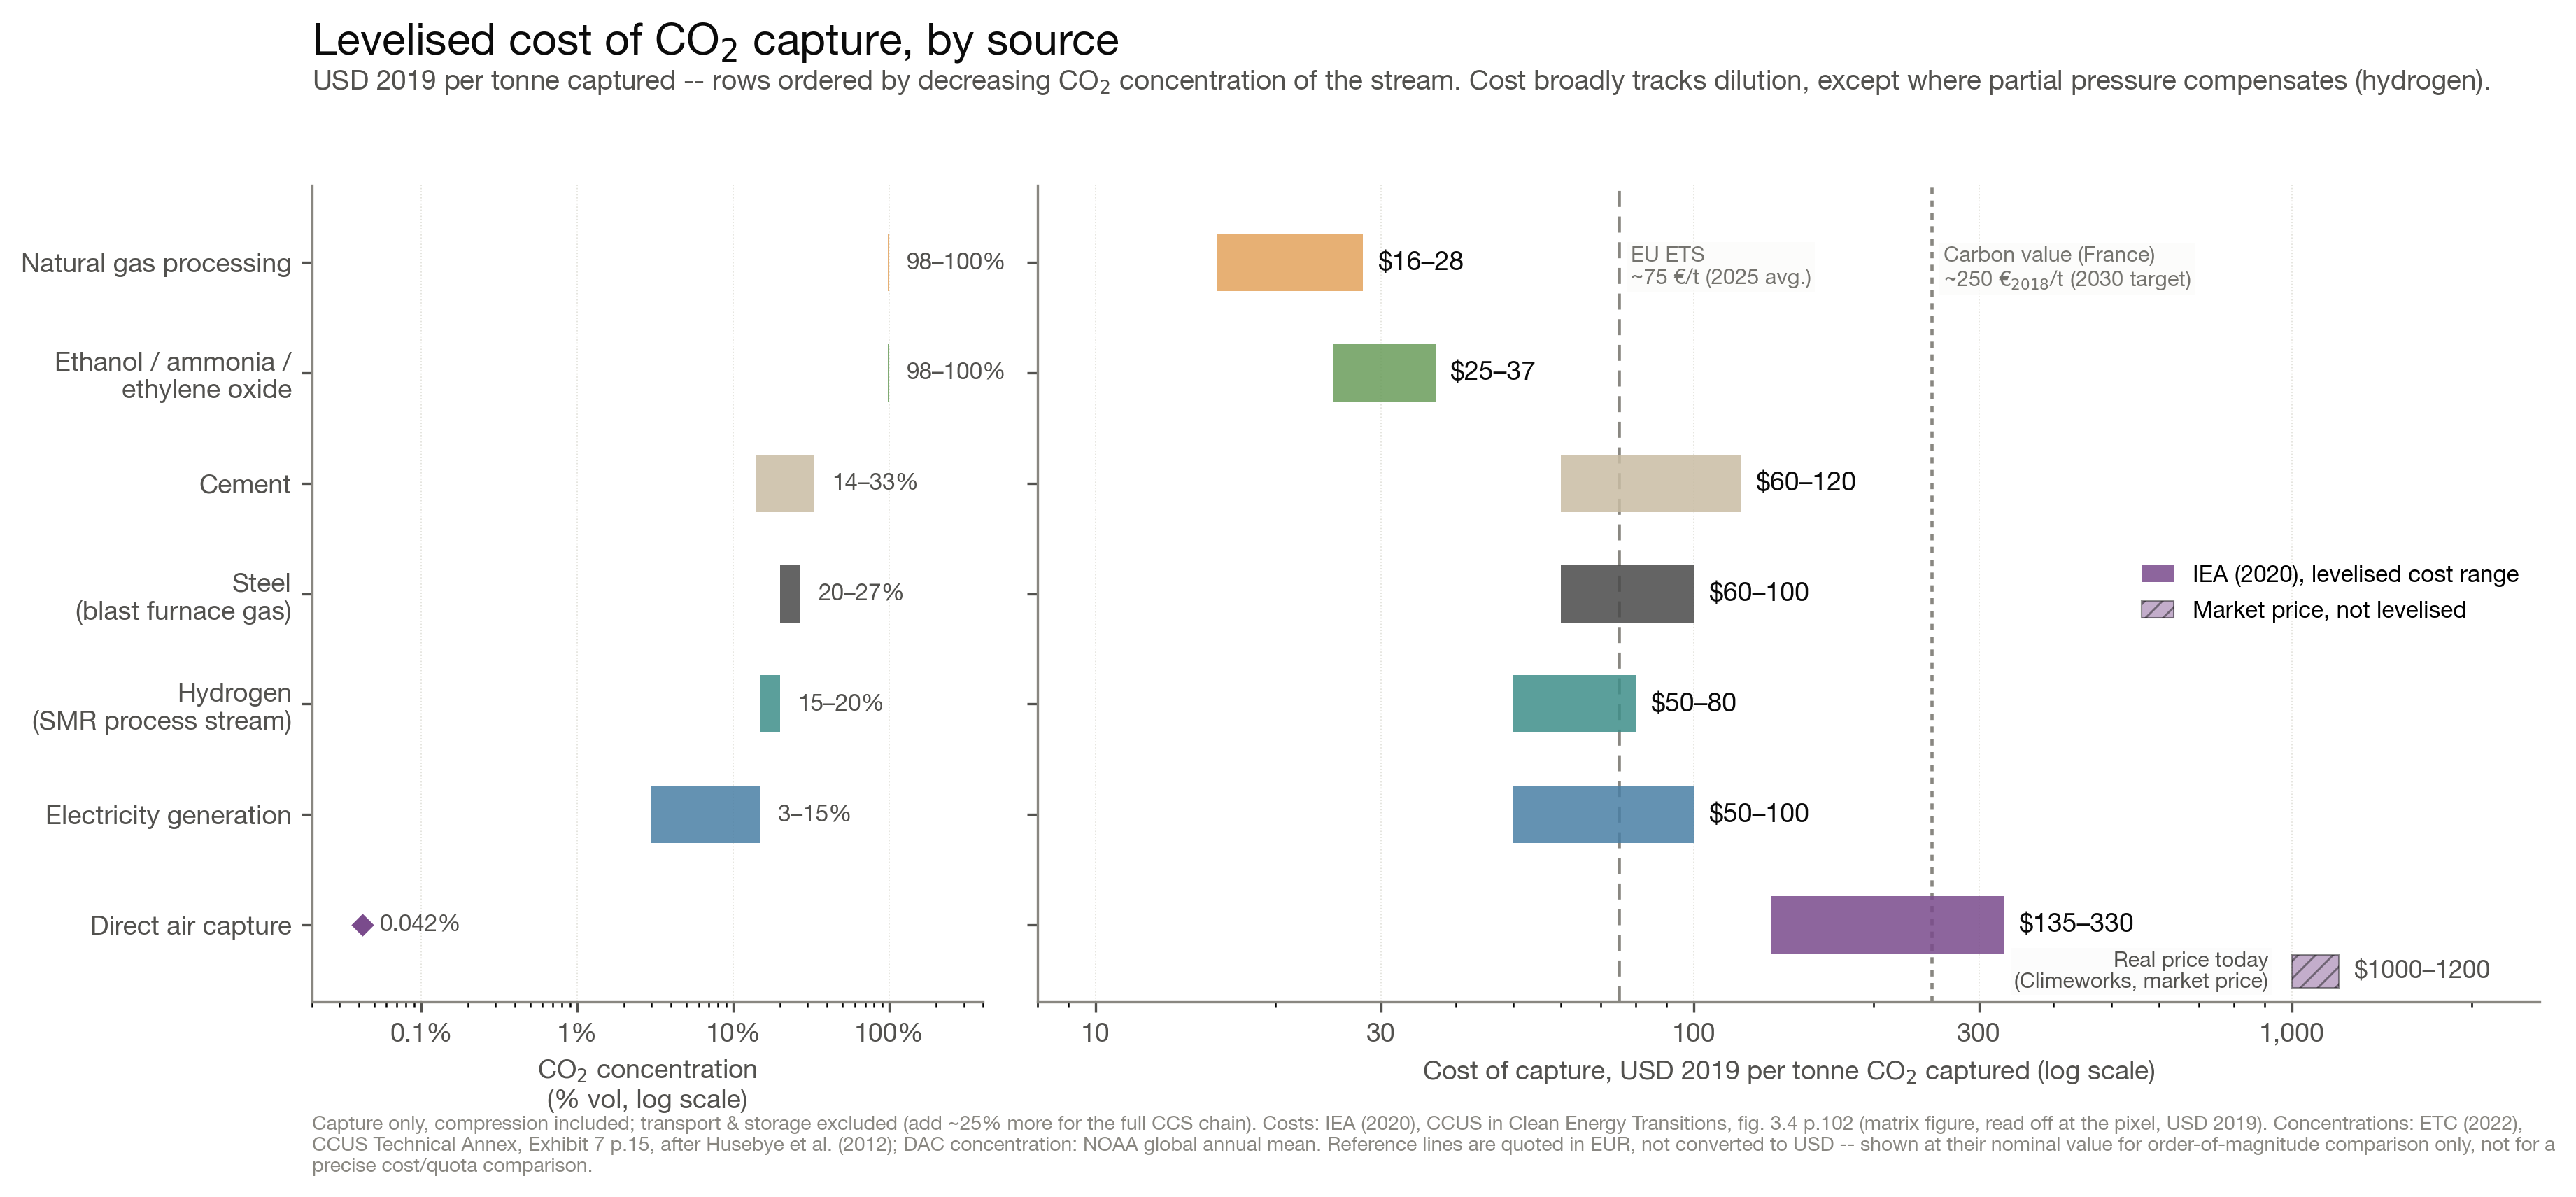 Levelised cost of CO₂ capture, by source
USD 2019 per tonne captured -- rows ordered by decreasing CO₂ concentration of the stream. Cost broadly tracks dilution, except where partial pressure compensates (hydrogen).
Natural gas processing
98–100%
$16–28
EU ETS
~75 €/t (2025 avg.)
Carbon value (France)
~250 €₂₀₁₈/t (2030 target)
Ethanol / ammonia /
ethylene oxide
98–100%
$25–37
Cement
14–33%
$60–120
Steel
(blast furnace gas)
20–27%
$60–100
IEA (2020), levelised cost range
Market price, not levelised
Hydrogen
(SMR process stream)
15–20%
$50–80
Electricity generation
3–15%
$50–100
Direct air capture
0.042%
$135–330
Real price today
(Climeworks, market price)
$1000–1200
0.1%
1%
10%
100%
10
30
100
300
1,000
CO₂ concentration
(% vol, log scale)
Cost of capture, USD 2019 per tonne CO₂ captured (log scale)
Capture only, compression included; transport & storage excluded (add ~25% more for the full CCS chain). Costs: IEA (2020), CCUS in Clean Energy Transitions, fig. 3.4 p.102 (matrix figure, read off at the pixel, USD 2019). Concentrations: ETC (2022),
CCUS Technical Annex, Exhibit 7 p.15, after Husebye et al. (2012); DAC concentration: NOAA global annual mean. Reference lines are quoted in EUR, not converted to USD -- shown at their nominal value for order-of-magnitude comparison only, not for a
precise cost/quota comparison.